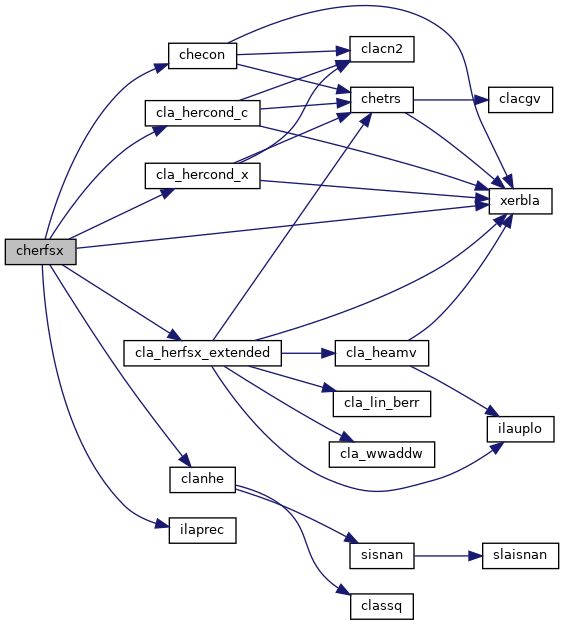 checon
clacn2
chetrs
clacgv
cla_hercond_c
cla_hercond_x
xerbla
cherfsx
cla_herfsx_extended
cla_heamv
cla_lin_berr
ilauplo
cla_wwaddw
clanhe
ilaprec
sisnan
slaisnan
classq